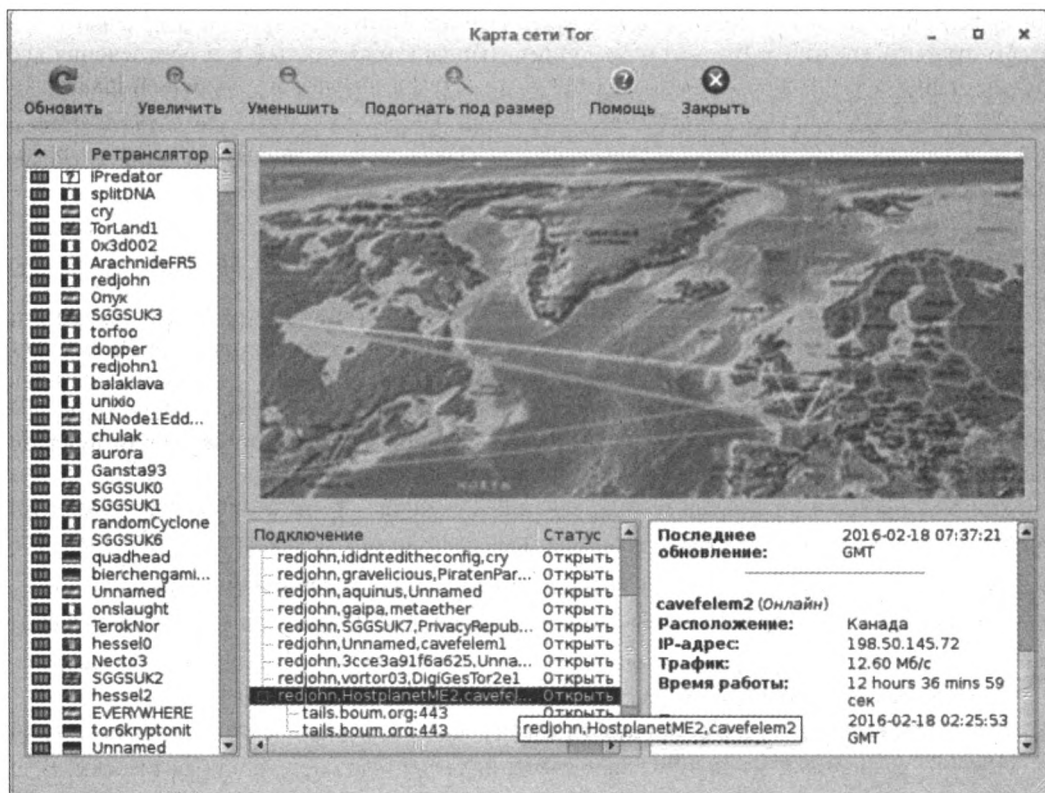 Карта сети Tor
Обновить Увеличить Уменьшить Подогнать под размер Помощь Закрыть
Ретранслятор
IPredator
splitDNA
cry
TorLand1
0x3d002
ArachnideFR5
redjohn
Onyx
SGGSUK3
torfoo
dopper
redjohn1
balaklava
unixio
NLNode1Edd...
chulak
aurora
Gansta93
SGGSUK0
SGGSUK1
randomCyclone
SGGSUK6
quadhead
bierchengami...
Unnamed
onslaught
TerokNor
hessel0
Necto3
SGGSUK2
hessel2
EVERYWHERE
tor6kryptonit
Unnamed
NORTH
Подключение Статус
redjohn,ididnteditheconfig,cry Открыть
redjohn,gravelicious,PiratenPar... Открыть
redjohn,aquinus,Unnamed Открыть
redjohn,gaipa,metaether Открыть
redjohn,SGGSUK7,PrivacyRepub... Открыть
redjohn,Unnamed,cavefelem1 Открыть
redjohn,3cce3a91f6a625,Unna... Открыть
redjohn,vortor03,DigiGesTor2e1 Открыть
redjohn,HostplanetME2,cavefel... Открыть
tails.boum.org:443
tails.boum.org:443
redjohn,HostplanetME2,cavefelem2
Последнее 2016-02-18 07:37:21
обновление: GMT
cavefelem2 (Онлайн)
Расположение: Канада
IP-адрес: 198.50.145.72
Трафик: 12.60 Мб/с
Время работы: 12 hours 36 mins 59
сек
2016-02-18 02:25:53
GMT